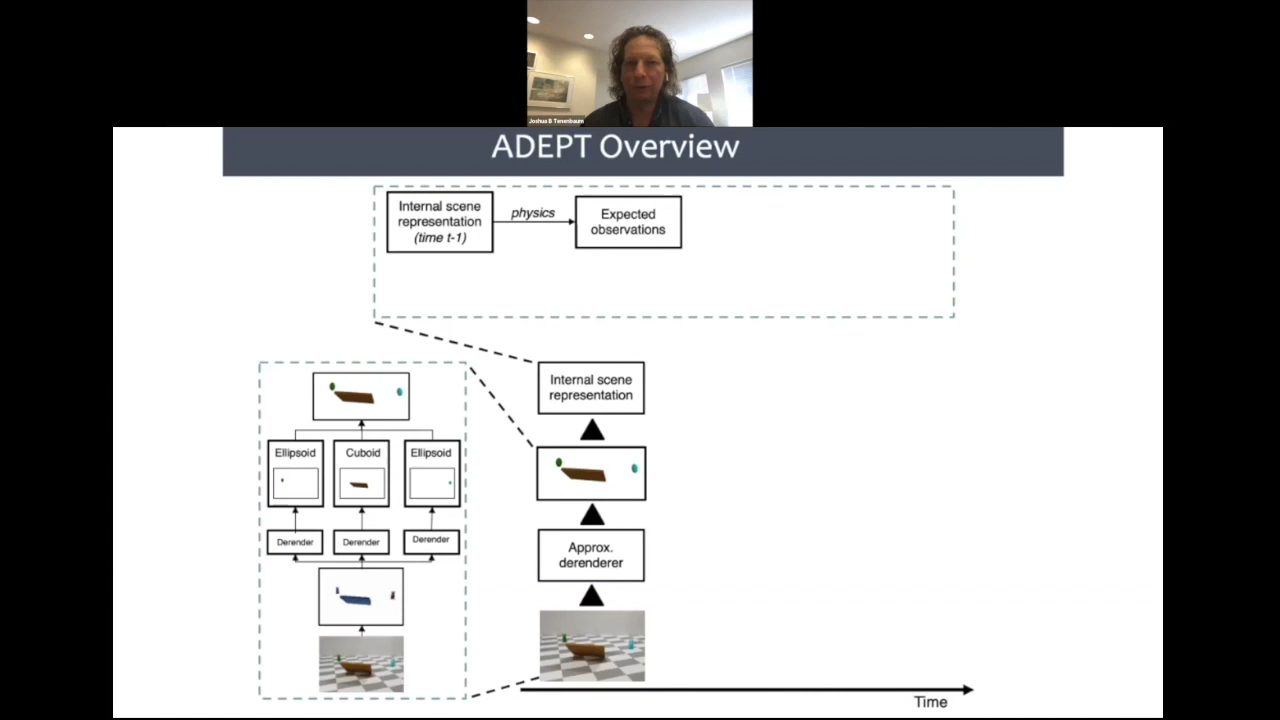 Joshua B Tenenbaum
ADEPT Overview
Internal scene
representation
(time t-1)
physics
Expected
observations
Internal scene
representation
Ellipsoid
Cuboid
Ellipsoid
Derender
Derender
Derender
Approx.
derenderer
Time